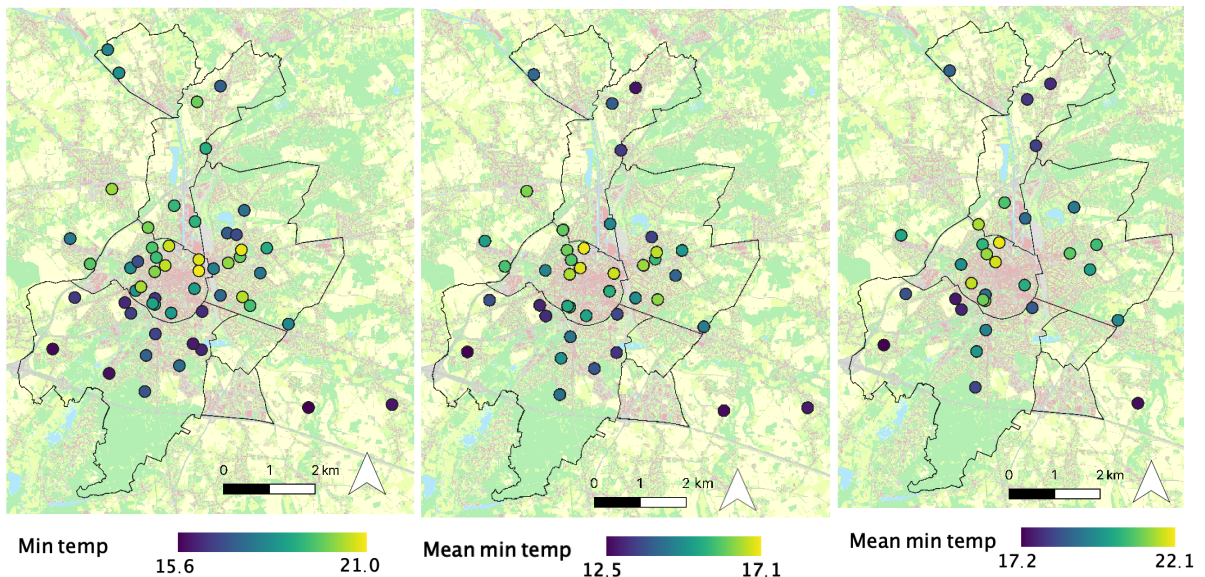 0 1 2 km
0 1 2 km
0 1 2 km
Min temp
15.6 21.0
Mean min temp
12.5 17.1
Mean min temp
17.2 22.1